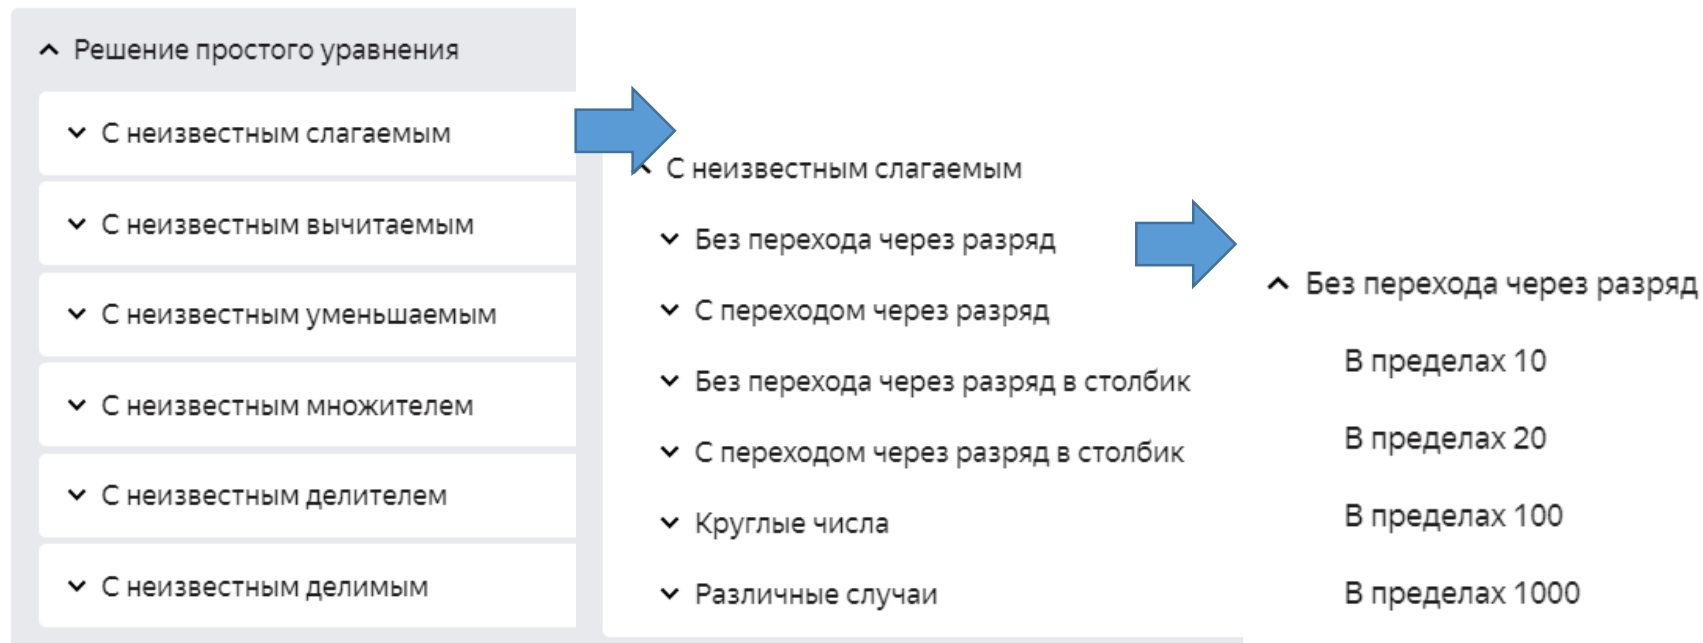 Решение простого уравнения
С неизвестным слагаемым
С неизвестным вычитаемым
С неизвестным уменьшаемым
С неизвестным множителем
С неизвестным делителем
С неизвестным делимым
С неизвестным слагаемым
Без перехода через разряд
С переходом через разряд
Без перехода через разряд в столбик
С переходом через разряд в столбик
Круглые числа
Различные случаи
Без перехода через разряд
В пределах 10
В пределах 20
В пределах 100
В пределах 1000